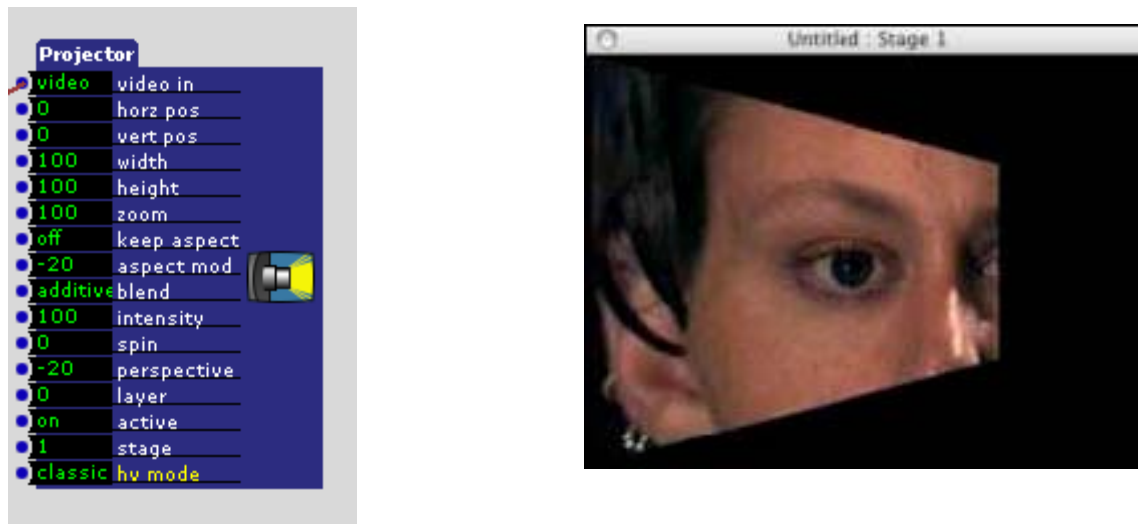 Projector
video video in
0 horz pos
0 vert pos
100 width
100 height
100 zoom
off keep aspect
-20 aspect mod
additive blend
100 intensity
0 spin
-20 perspective
0 layer
on active
1 stage
classic hv mode
Untitled : Stage 1